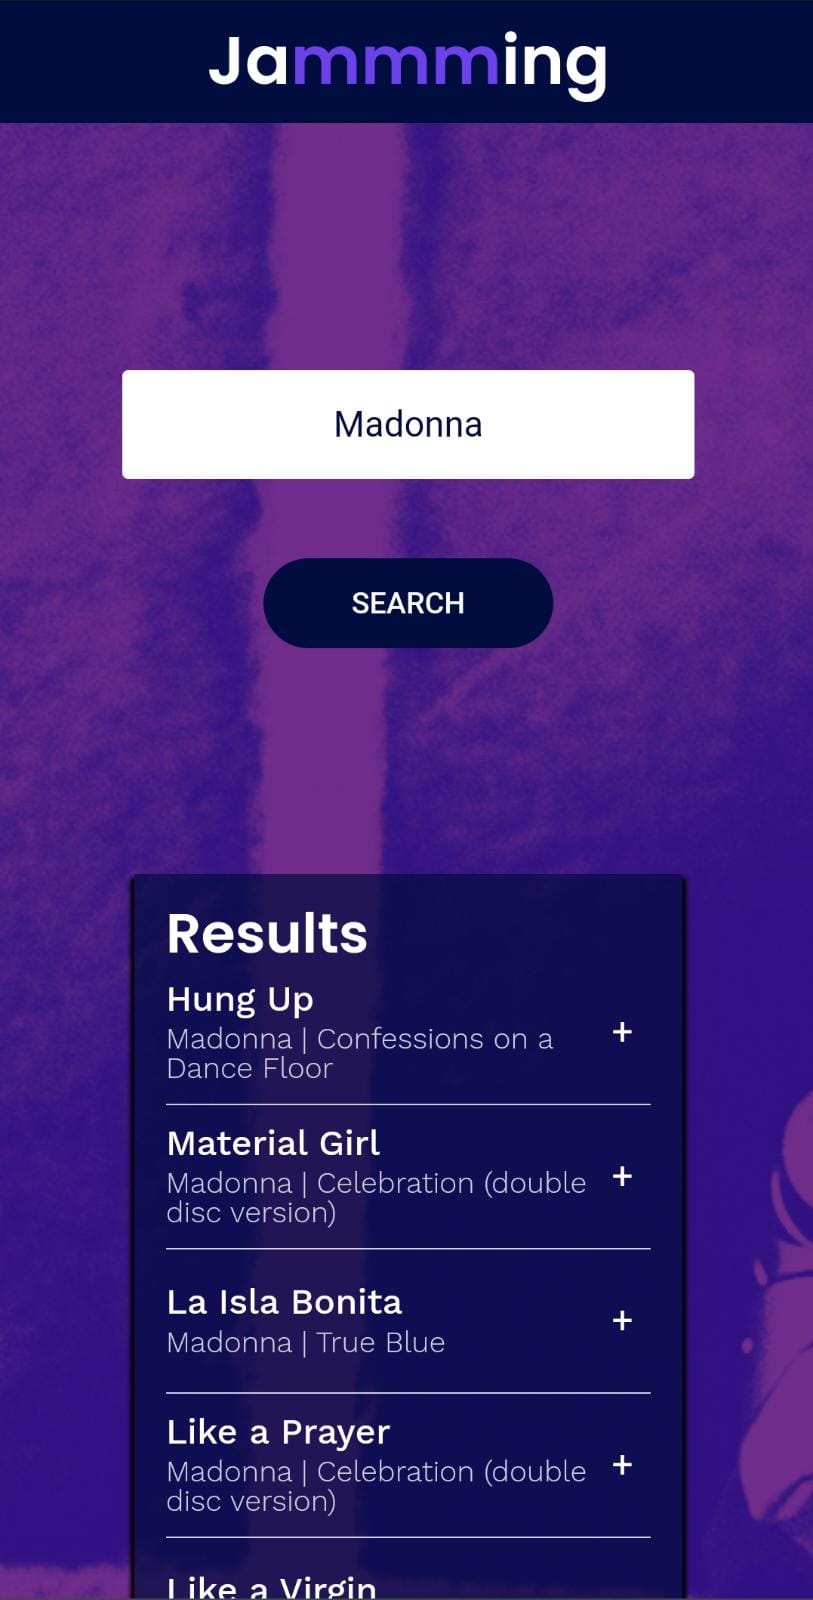 Jammming
Madonna
SEARCH
Results
Hung Up
Madonna | Confessions on a
Dance Floor
+
Material Girl
Madonna | Celebration (double
disc version)
+
La Isla Bonita
Madonna | True Blue
+
Like a Prayer
Madonna | Celebration (double
disc version)
+
Like a Virgin